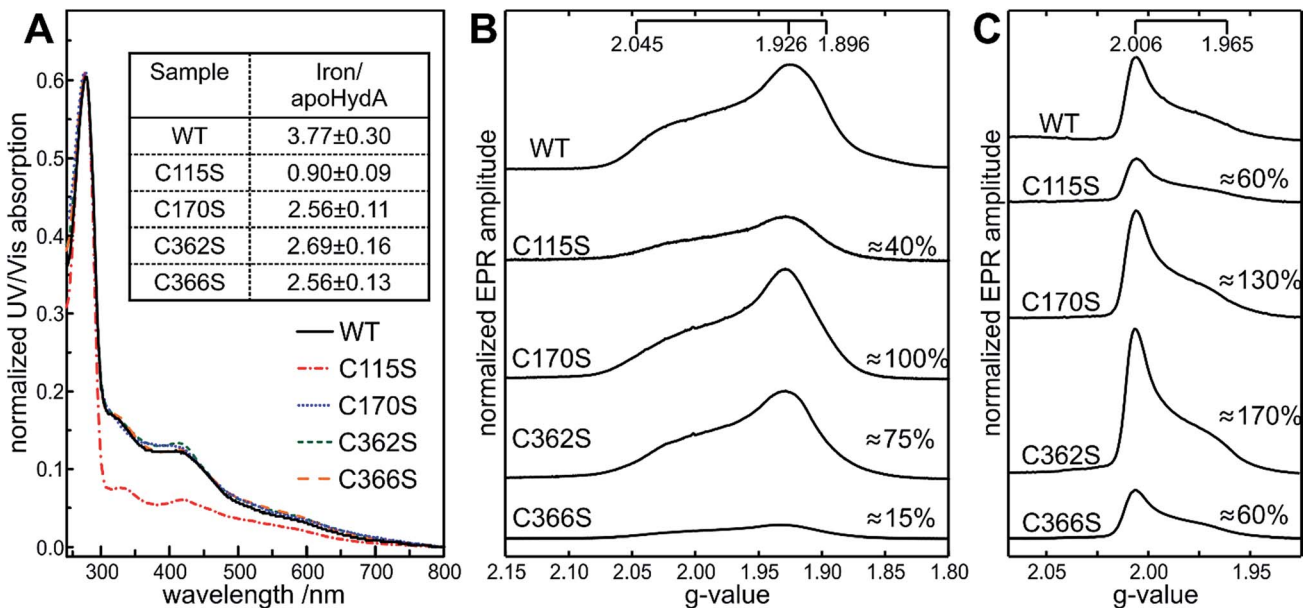 A
Sample Iron/
apoHydA
WT 3.77±0.30
C115S 0.90±0.09
C170S 2.56±0.11
C362S 2.69±0.16
C366S 2.56±0.13
WT
C115S
C170S
C362S
C366S
normalized UV/Vis absorption
0.6
0.5
0.4
0.3
0.2
0.1
0.0
300 400 500 600 700 800
wavelength /nm
B
2.045 1.926 1.896
WT
C115S ≈40%
C170S ≈100%
C362S ≈75%
C366S ≈15%
normalized EPR amplitude
2.15 2.10 2.05 2.00 1.95 1.90 1.85 1.80
g-value
C
2.006 1.965
WT
C115S ≈60%
C170S ≈130%
C362S ≈170%
C366S ≈60%
normalized EPR amplitude
2.05 2.00 1.95
g-value